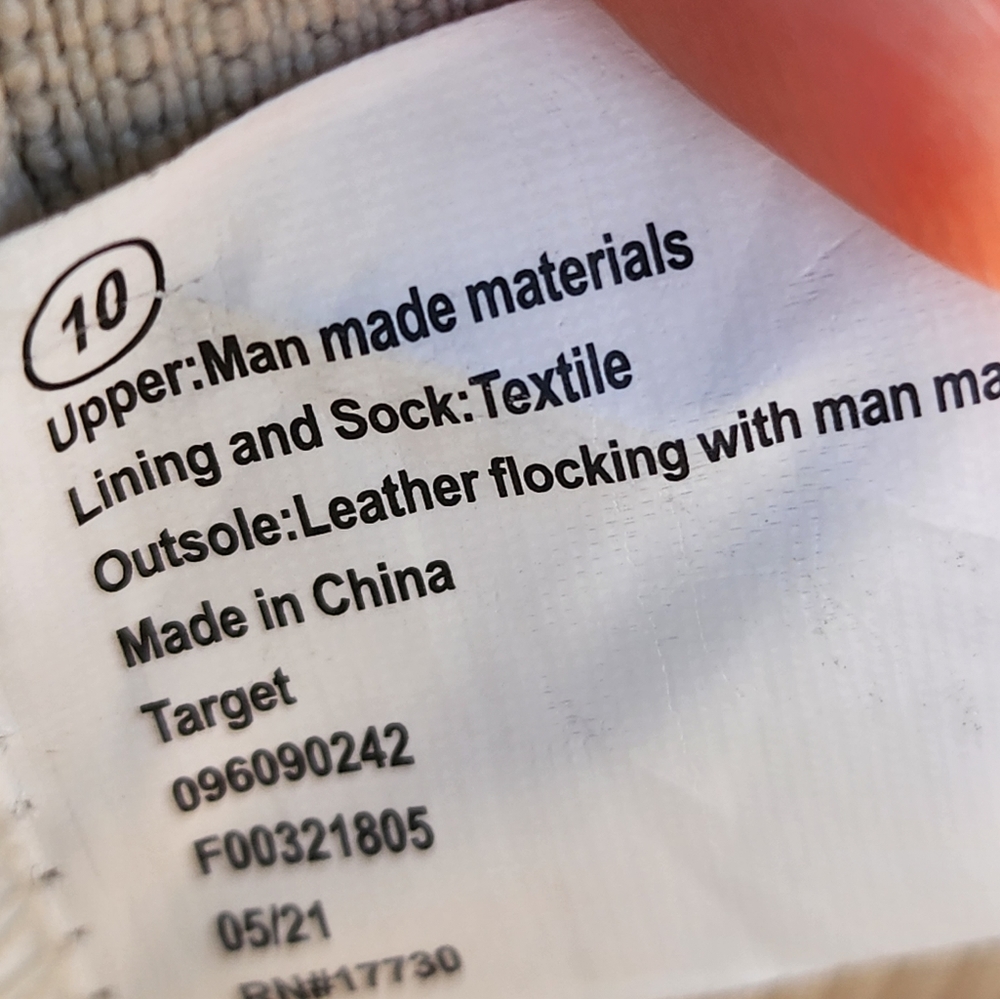 10
Upper:Man made materials
Lining and Sock:Textile
Outsole:Leather flocking with man ma
Made in China
Target
096090242
F00321805
05/21
RN#17730